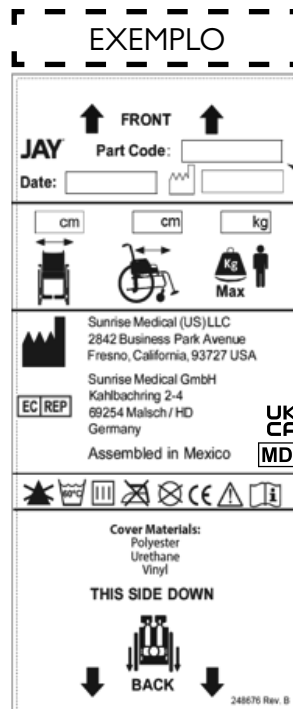 EXEMPLO
FRONT
JAY
Part Code:
Date:
cm cm kg
Kg
Max
Sunrise Medical (US)LLC
2842 Business Park Avenue
Fresno, California, 93727 USA
Sunrise Medical GmbH
Kahlbachring 2-4
69254 Malsch / HD
Germany
EC REP
UK
CA
Assembled in Mexico
MD
60°C
CE
Cover Materials:
Polyester
Urethane
Vinyl
THIS SIDE DOWN
BACK
248676 Rev. B